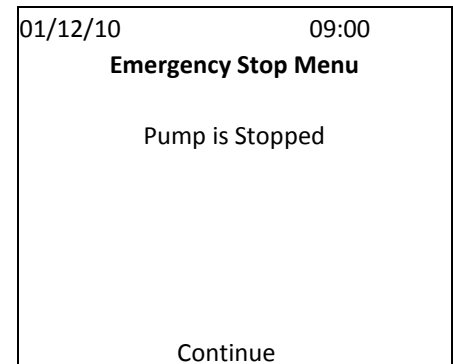 01/12/10 09:00
Emergency Stop Menu
Pump is Stopped
Continue